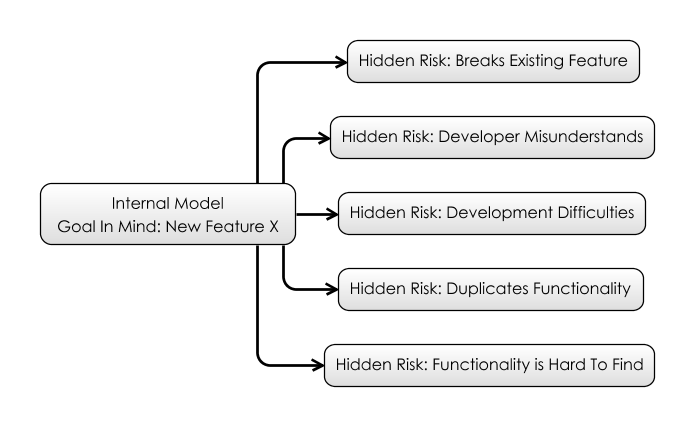 Hidden Risk: Breaks Existing Feature
Hidden Risk: Developer Misunderstands
Internal Model
Goal In Mind: New Feature X
Hidden Risk: Development Difficulties
Hidden Risk: Duplicates Functionality
Hidden Risk: Functionality is Hard To Find